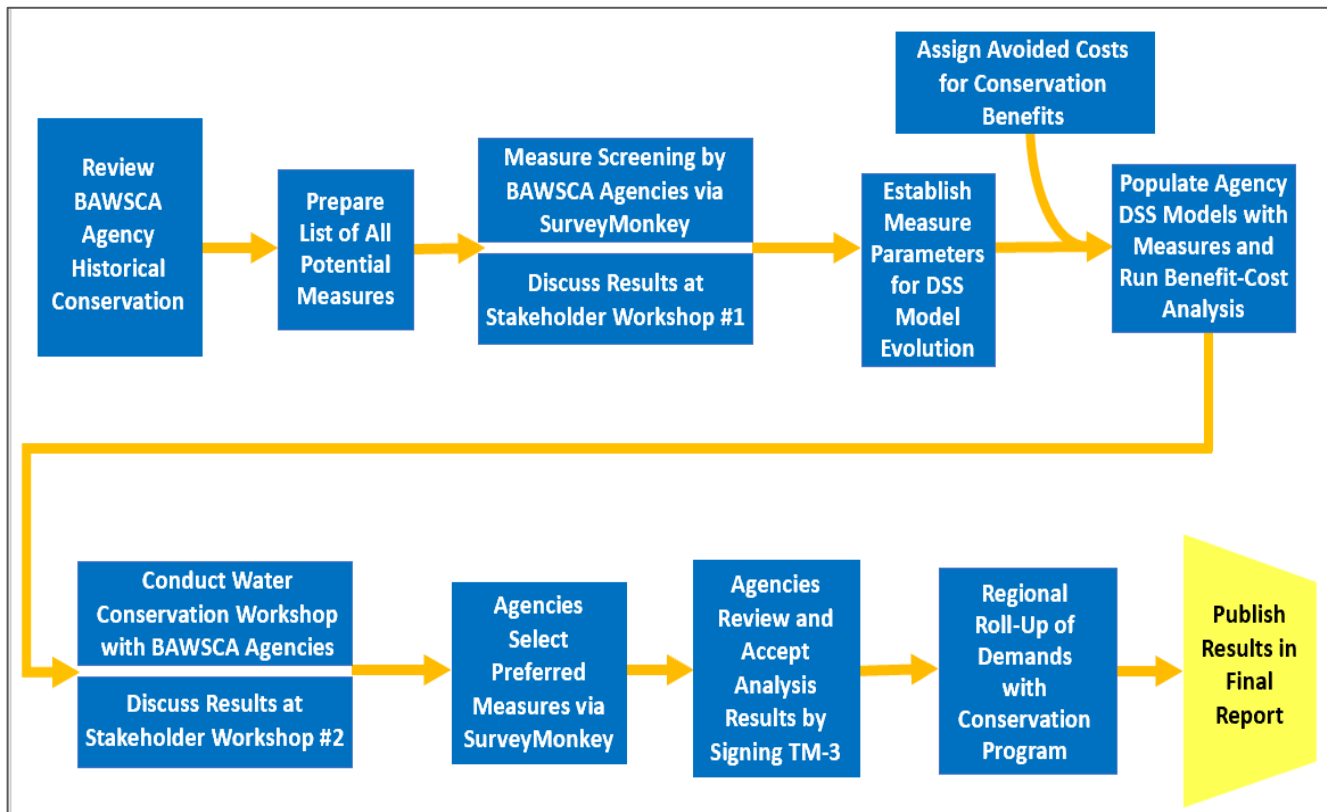 Review
BAWSCA
Agency
Historical
Conservation
Prepare
List of All
Potential
Measures
Measure Screening by
BAWSCA Agencies via
SurveyMonkey
Discuss Results at
Stakeholder Workshop #1
Establish
Measure
Parameters
for DSS
Model
Evolution
Assign Avoided Costs
for Conservation
Benefits
Populate Agency
DSS Models with
Measures and
Run Benefit-Cost
Analysis
Conduct Water
Conservation Workshop
with BAWSCA Agencies
Discuss Results at
Stakeholder Workshop #2
Agencies
Select
Preferred
Measures via
SurveyMonkey
Agencies
Review and
Accept
Analysis
Results by
Signing TM-3
Regional
Roll-Up of
Demands
with
Conservation
Program
Publish
Results in
Final
Report